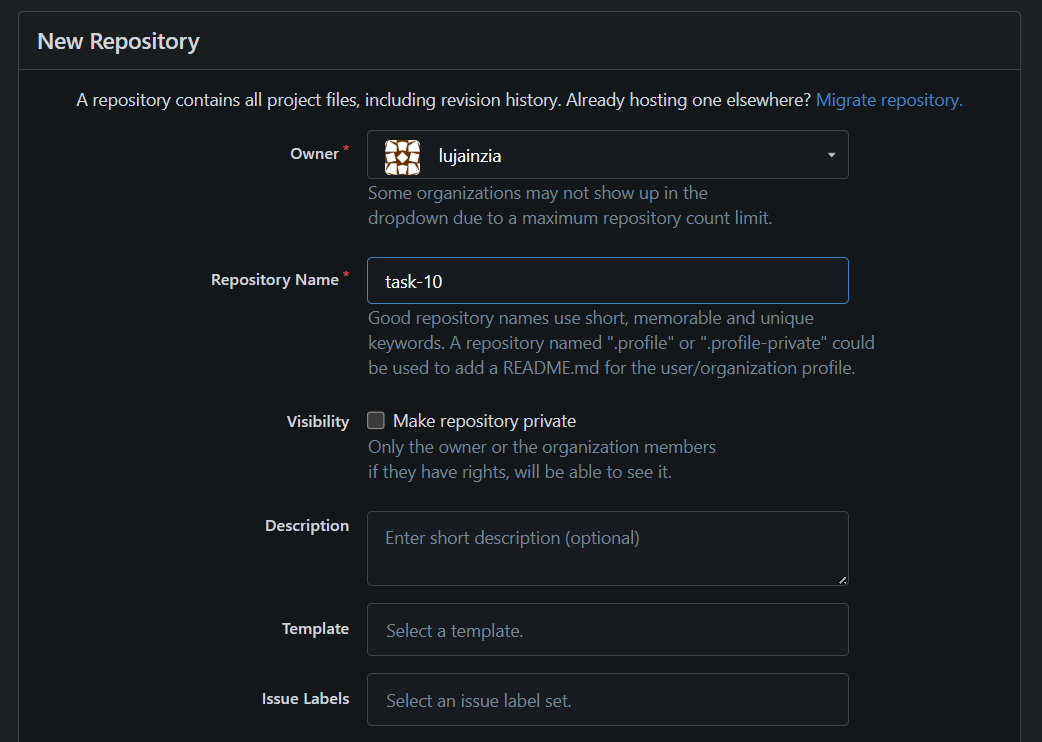 New Repository
A repository contains all project files, including revision history. Already hosting one elsewhere? Migrate repository.
Owner *
lujainzia
Some organizations may not show up in the
dropdown due to a maximum repository count limit.
Repository Name *
task-10
Good repository names use short, memorable and unique
keywords. A repository named ".profile" or ".profile-private" could
be used to add a README.md for the user/organization profile.
Visibility
Make repository private
Only the owner or the organization members
if they have rights, will be able to see it.
Description
Enter short description (optional)
Template
Select a template.
Issue Labels
Select an issue label set.